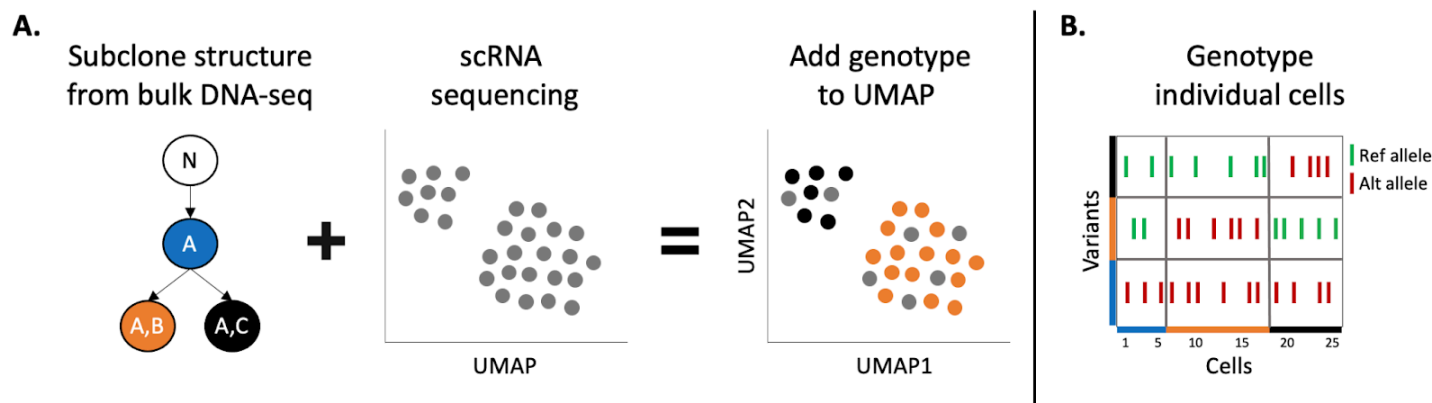 A.
Subclone structure
from bulk DNA-seq
N
A
A,B
A,C
scRNA
sequencing
UMAP
Add genotype
to UMAP
UMAP2
UMAP1
B.
Genotype
individual cells
Ref allele
Alt allele
Variants
1 5 10 15 20 25
Cells